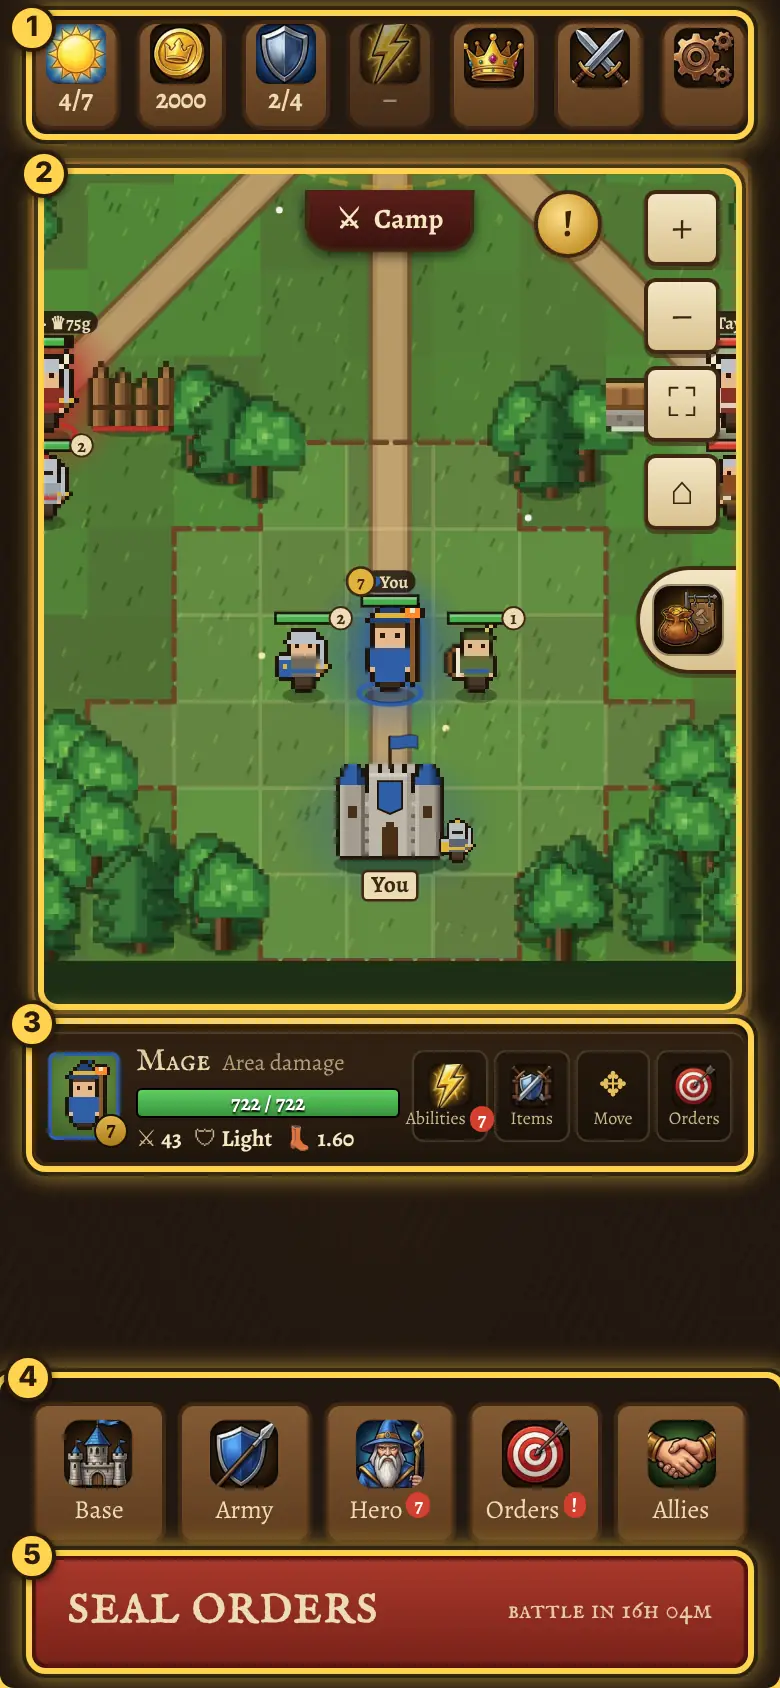 1
4/7
2000
2/4
–
2
Camp
!
+
−
75g
2
7 You
2
1
You
3
Mage Area damage
722 / 722
7
43 Light 1.60
Abilities 7
Items
Move
Orders
4
Base
Army
Hero 7
Orders !
Allies
5
SEAL ORDERS
BATTLE IN 16H 04M